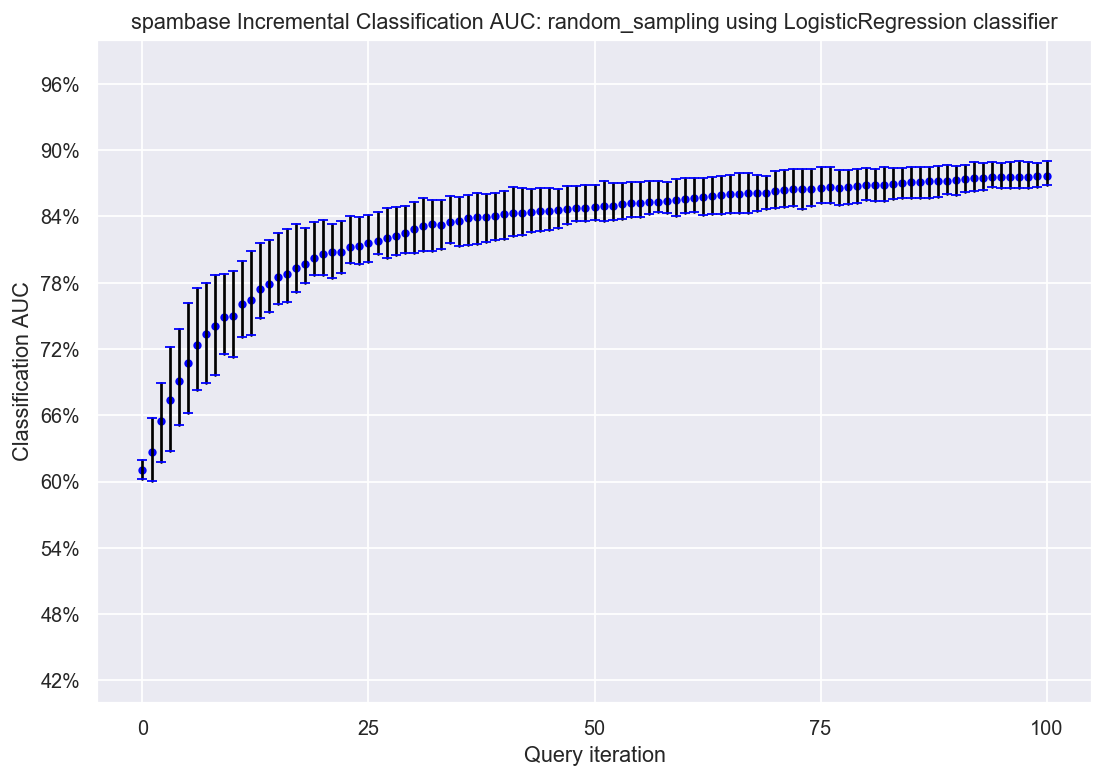 spambase Incremental Classification AUC: random_sampling using LogisticRegression classifier
96%
90%
84%
78%
72%
66%
60%
54%
48%
42%
Classification AUC
0 25 50 75 100
Query iteration